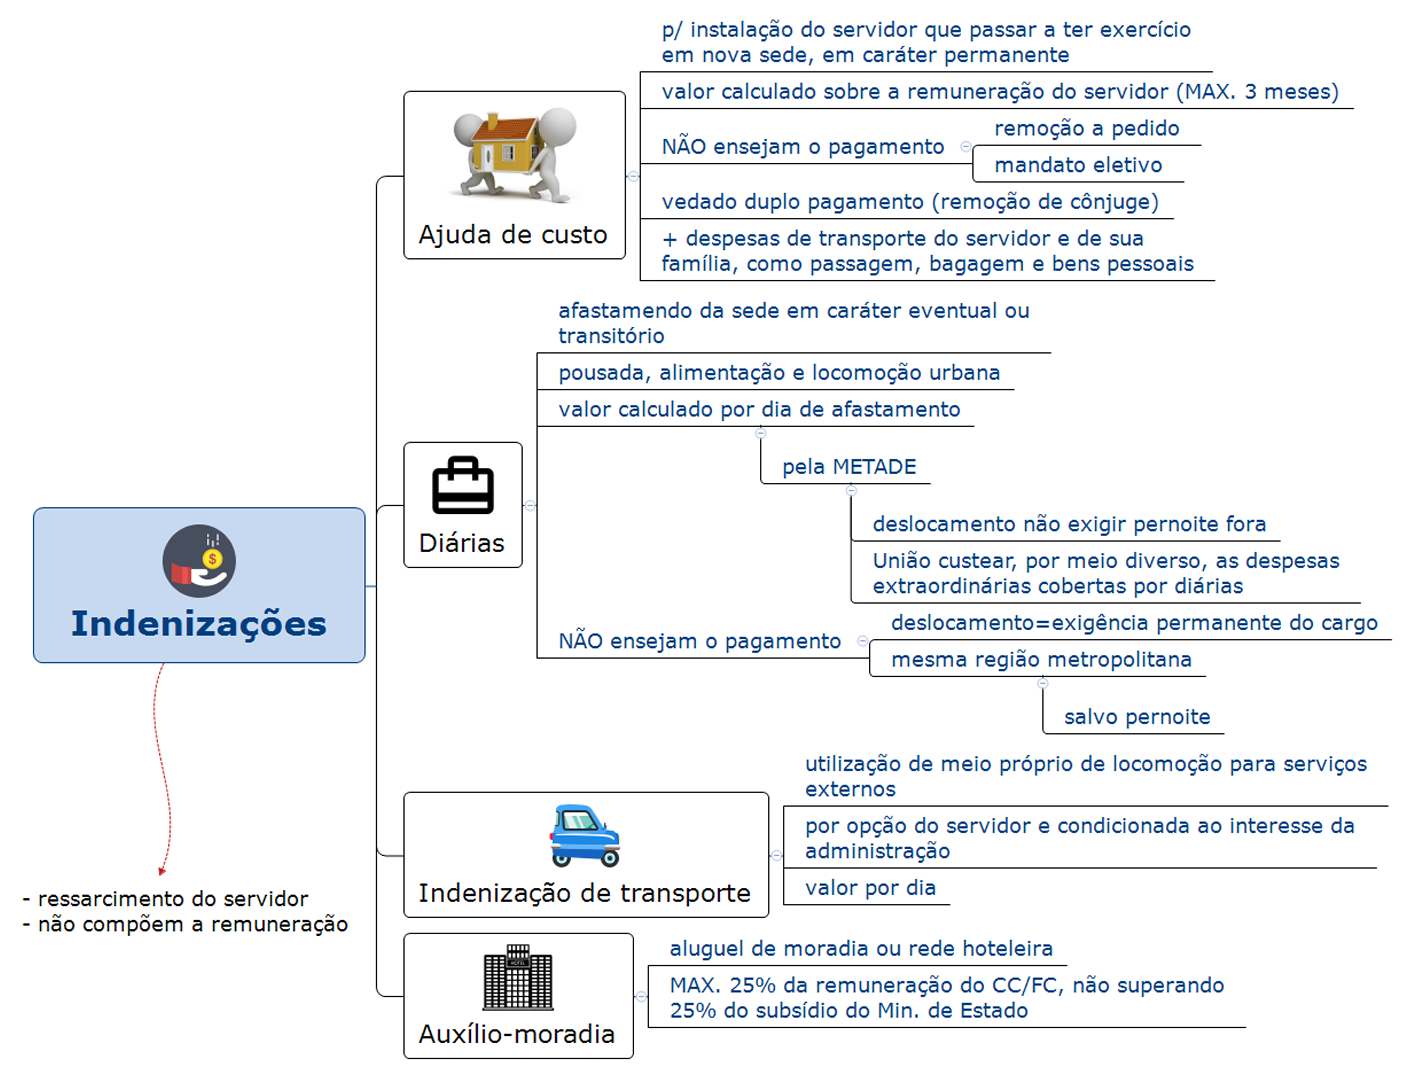 Indenizações
- ressarcimento do servidor
- não compõem a remuneração
Ajuda de custo
p/ instalação do servidor que passar a ter exercício
em nova sede, em caráter permanente
valor calculado sobre a remuneração do servidor (MAX. 3 meses)
NÃO ensejam o pagamento
remoção a pedido
mandato eletivo
vedado duplo pagamento (remoção de cônjuge)
+ despesas de transporte do servidor e de sua
família, como passagem, bagagem e bens pessoais
Diárias
afastamendo da sede em caráter eventual ou
transitório
pousada, alimentação e locomoção urbana
valor calculado por dia de afastamento
pela METADE
deslocamento não exigir pernoite fora
União custear, por meio diverso, as despesas
extraordinárias cobertas por diárias
NÃO ensejam o pagamento
deslocamento=exigência permanente do cargo
mesma região metropolitana
salvo pernoite
Indenização de transporte
utilização de meio próprio de locomoção para serviços
externos
por opção do servidor e condicionada ao interesse da
administração
valor por dia
HOTEL
Auxílio-moradia
aluguel de moradia ou rede hoteleira
MAX. 25% da remuneração do CC/FC, não superando
25% do subsídio do Min. de Estado